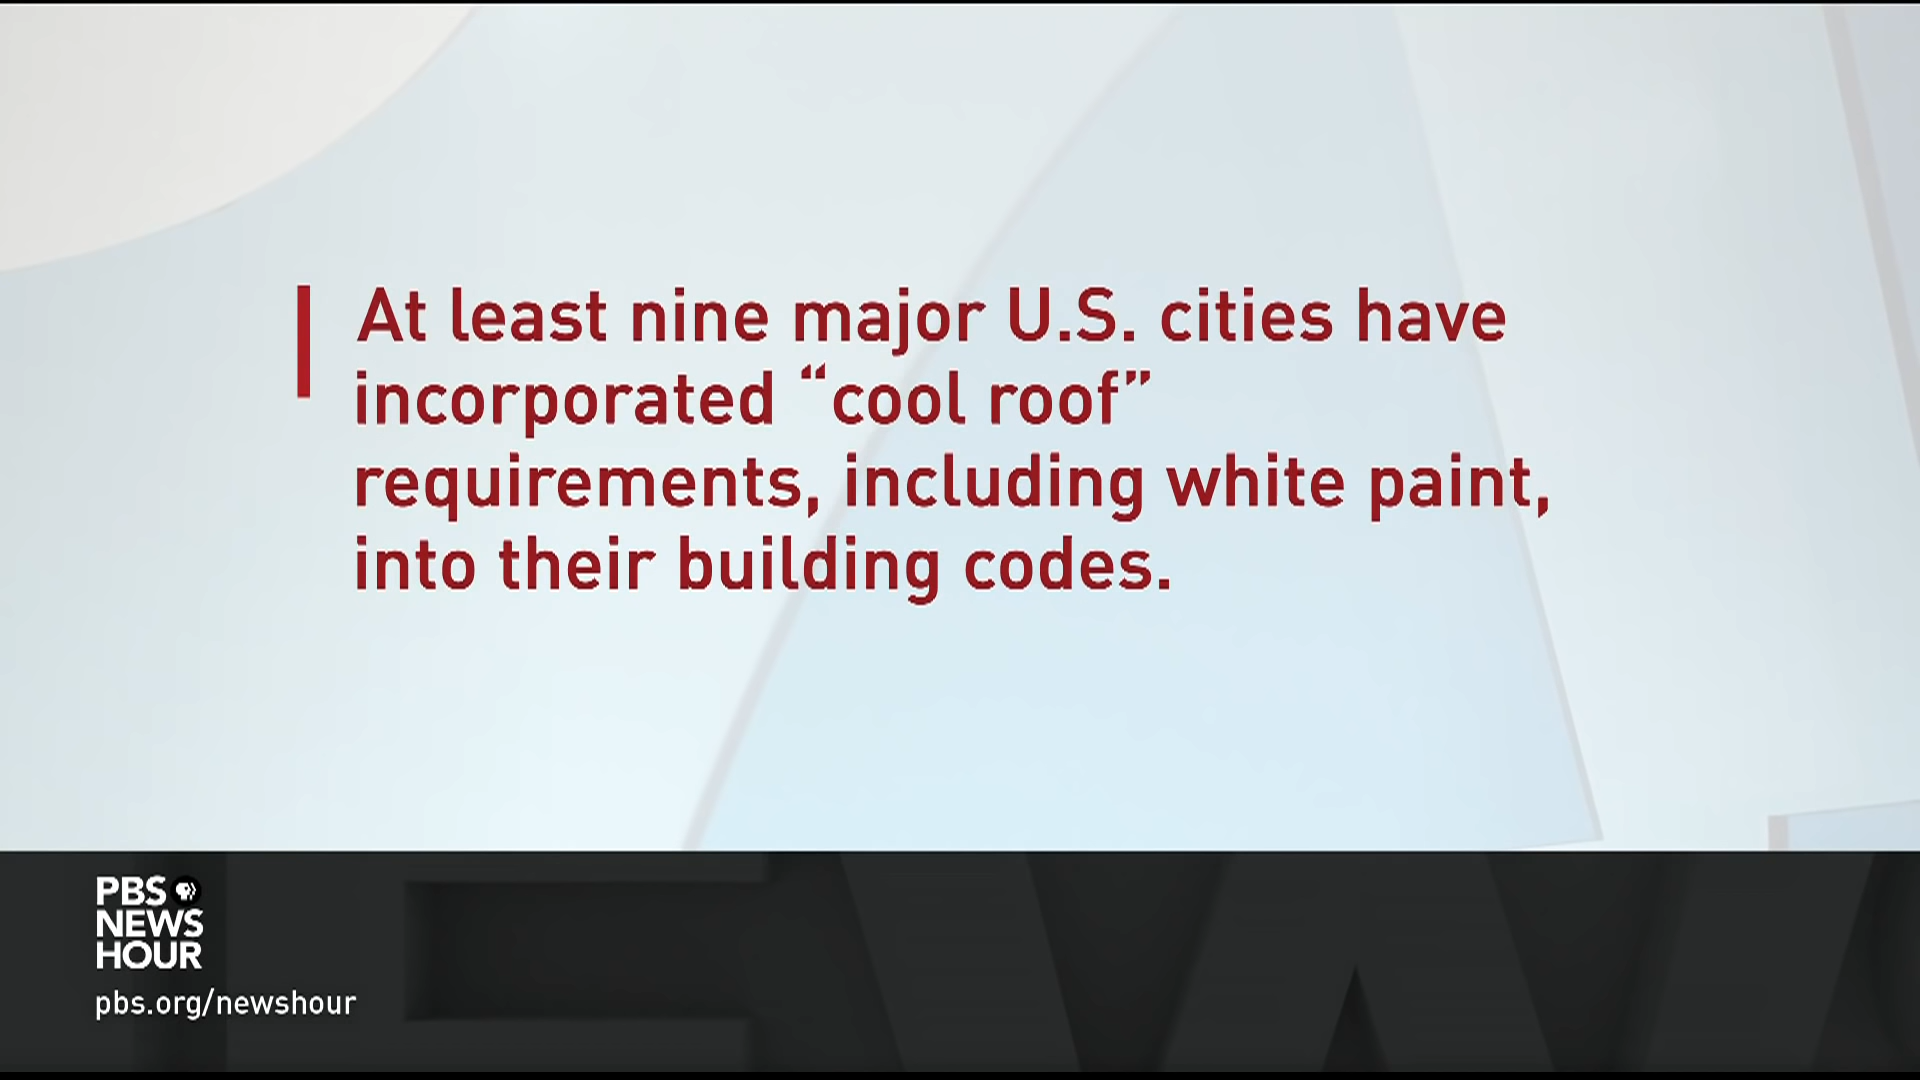 At least nine major U.S. cities have
incorporated “cool roof”
requirements, including white paint,
into their building codes.
PBS
NEWS
HOUR
pbs.org/newshour